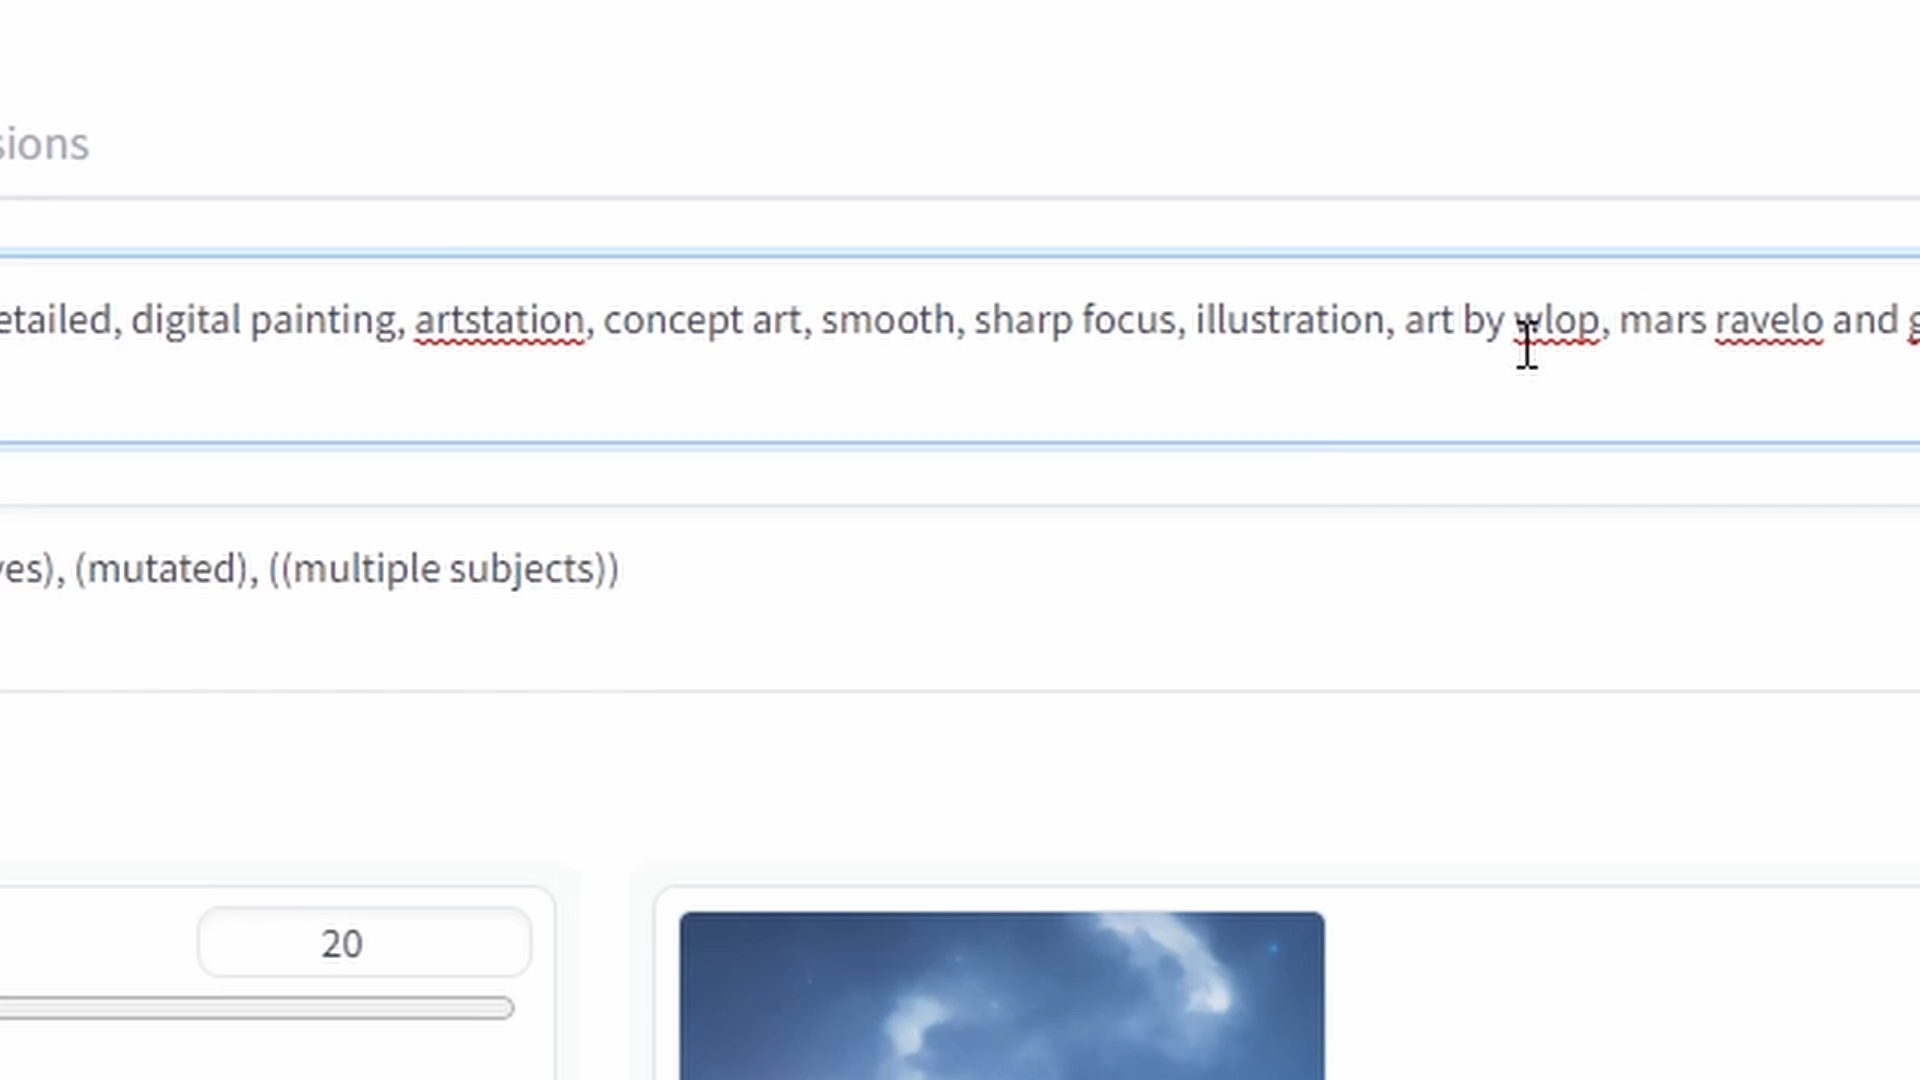 sions
etailed, digital painting, artstation, concept art, smooth, sharp focus, illustration, art by wlop, mars ravelo and g
yes), (mutated), ((multiple subjects))
20